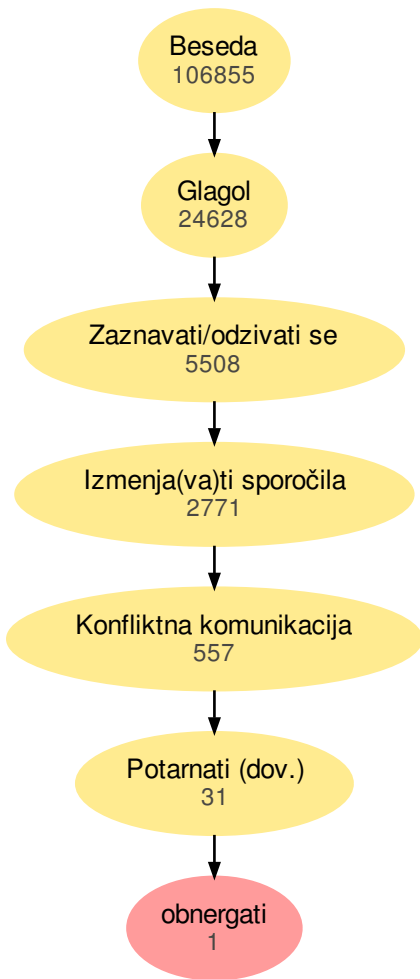 Beseda
106855
Glagol
24628
Zaznavati/odzivati se
5508
Izmenja(va)ti sporočila
2771
Konfliktna komunikacija
557
Potarnati (dov.)
31
obnergati
1